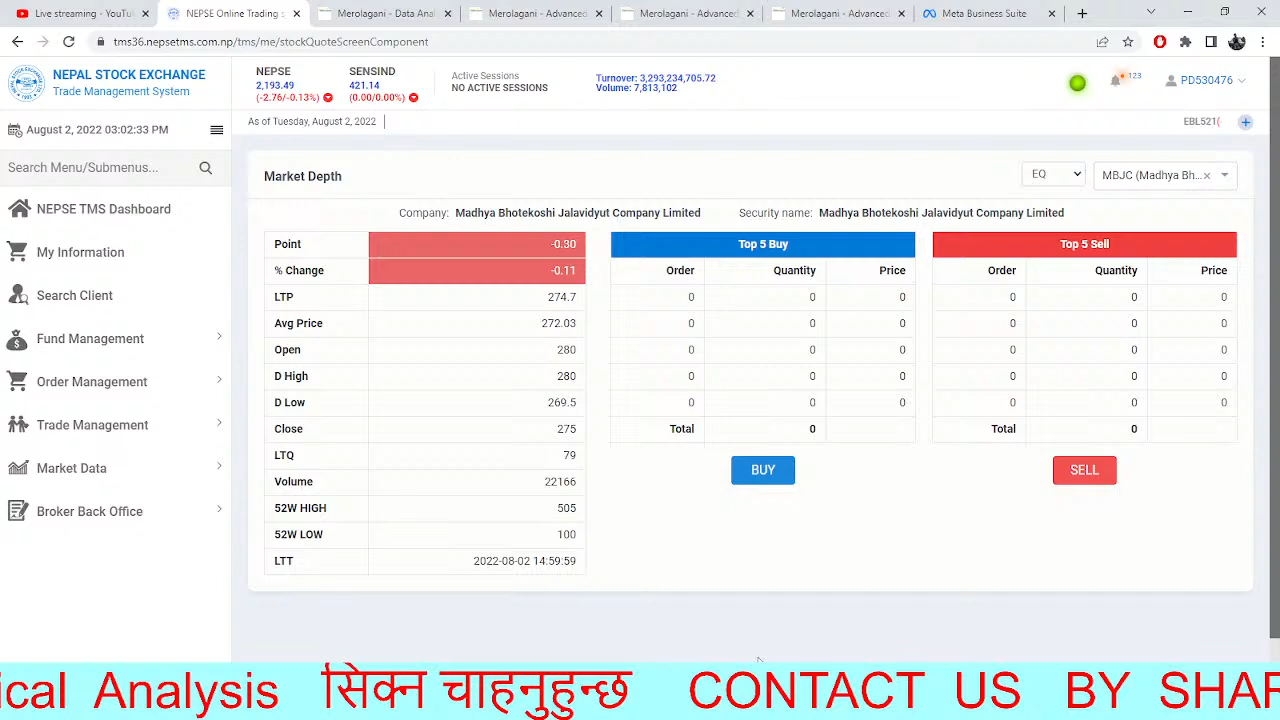 Live streaming - YouTu
NEPSE Online Trading s
Merolagani - Data Anal
Merolagani - Advanced
Merolagani - Advanced
Merolagani - Advanced
Meta Business Suite
tms36.nepsetms.com.np/tms/me/stockQuoteScreenComponent
NEPAL STOCK EXCHANGE
Trade Management System
NEPSE
2,193.49
(-2.76/-0.13%)
SENSIND
421.14
(0.00/0.00%)
Active Sessions
NO ACTIVE SESSIONS
Turnover: 3,293,234,705.72
Volume: 7,813,102
123
PD530476
August 2, 2022 03:02:33 PM
As of Tuesday, August 2, 2022
EBL521(
Search Menu/Submenus...
NEPSE TMS Dashboard
My Information
Search Client
Fund Management
Order Management
Trade Management
Market Data
Broker Back Office
Market Depth
EQ
MBJC (Madhya Bh...
Company: Madhya Bhotekoshi Jalavidyut Company Limited
Security name: Madhya Bhotekoshi Jalavidyut Company Limited
Point -0.30
% Change -0.11
LTP 274.7
Avg Price 272.03
Open 280
D High 280
D Low 269.5
Close 275
LTQ 79
Volume 22166
52W HIGH 505
52W LOW 100
LTT 2022-08-02 14:59:59
Top 5 Buy
Order Quantity Price
0 0 0
0 0 0
0 0 0
0 0 0
0 0 0
Total 0
BUY
Top 5 Sell
Order Quantity Price
0 0 0
0 0 0
0 0 0
0 0 0
0 0 0
Total 0
SELL
ical Analysis सिक्न चाहनुहुन्छ CONTACT US BY SHAR